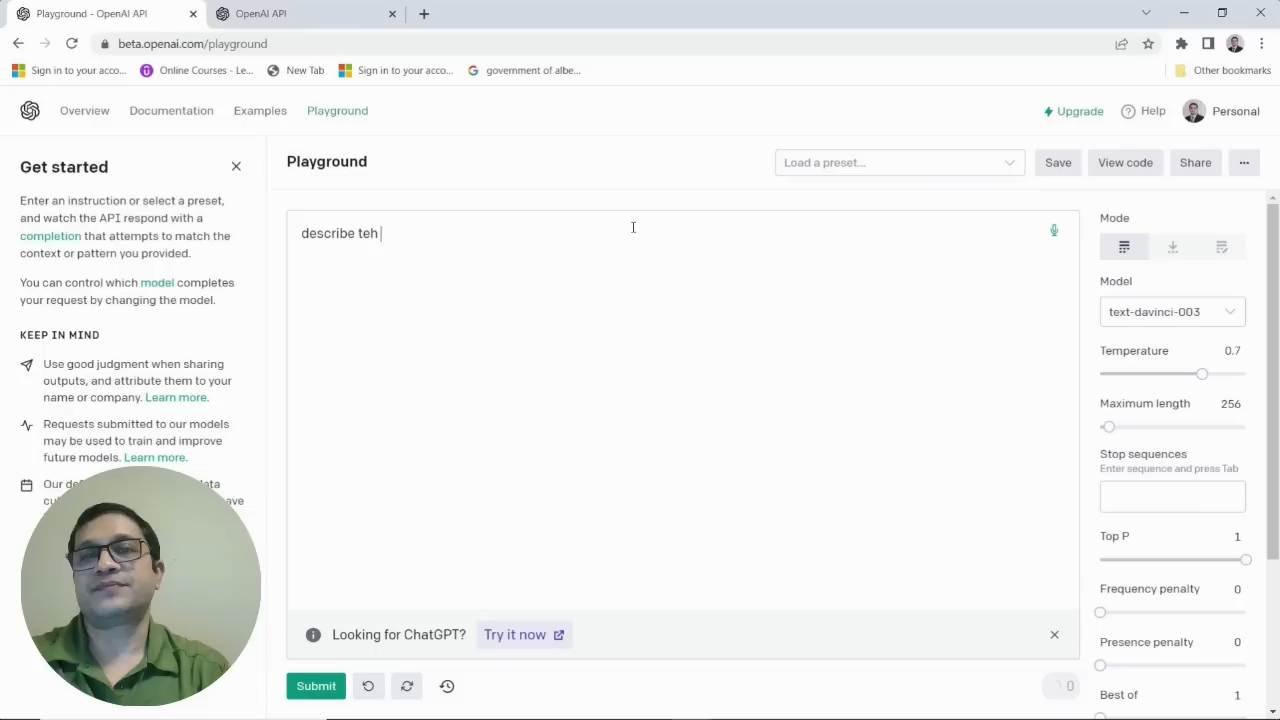 Playground - OpenAI API
OpenAI API
beta.openai.com/playground
Sign in to your acco...
Online Courses - Le...
New Tab
Sign in to your acco...
government of albe...
Other bookmarks
Overview
Documentation
Examples
Playground
Upgrade
Help
Personal
Get started
Enter an instruction or select a preset,
and watch the API respond with a
completion that attempts to match the
context or pattern you provided.
You can control which model completes
your request by changing the model.
KEEP IN MIND
Use good judgment when sharing
outputs, and attribute them to your
name or company. Learn more.
Requests submitted to our models
may be used to train and improve
future models. Learn more.
Our
Playground
Load a preset...
Save
View code
Share
describe teh
Looking for ChatGPT?
Try it now
Submit
0
Mode
Model
text-davinci-003
Temperature 0.7
Maximum length 256
Stop sequences
Enter sequence and press Tab
Top P 1
Frequency penalty 0
Presence penalty 0
Best of 1